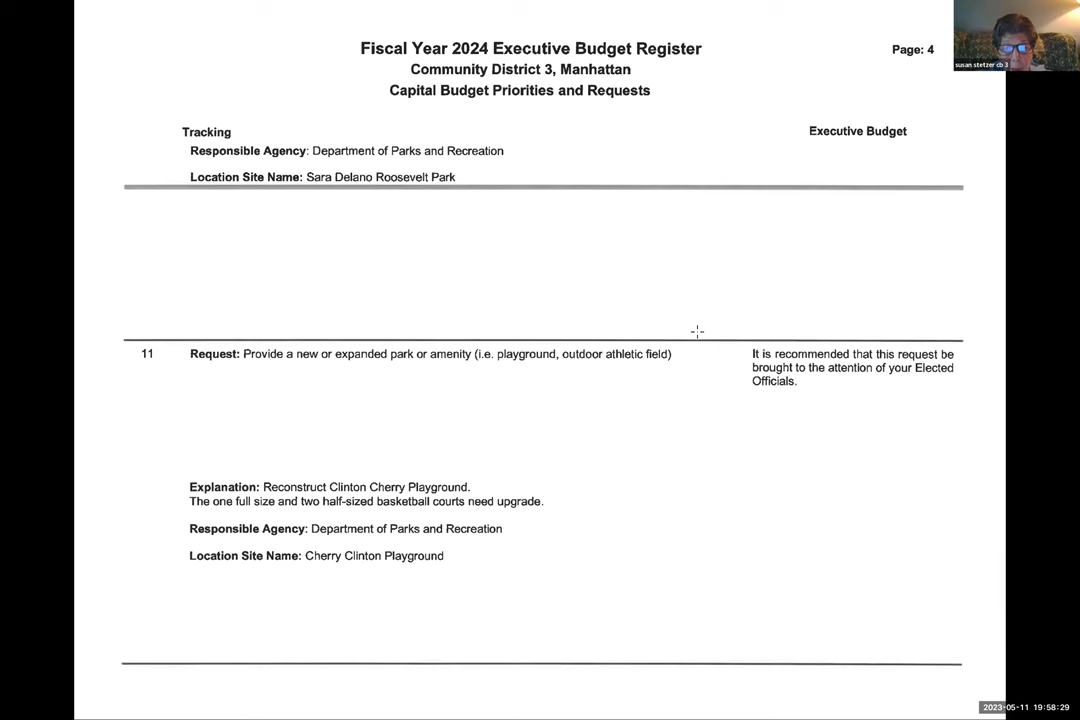 Fiscal Year 2024 Executive Budget Register
Page: 4
Community District 3, Manhattan
Capital Budget Priorities and Requests
susan stetzer cb 3
Tracking
Executive Budget
Responsible Agency: Department of Parks and Recreation
Location Site Name: Sara Delano Roosevelt Park
11
Request: Provide a new or expanded park or amenity (i.e. playground, outdoor athletic field)
It is recommended that this request be
brought to the attention of your Elected
Officials.
Explanation: Reconstruct Clinton Cherry Playground.
The one full size and two half-sized basketball courts need upgrade.
Responsible Agency: Department of Parks and Recreation
Location Site Name: Cherry Clinton Playground
2023-05-11 19:58:29